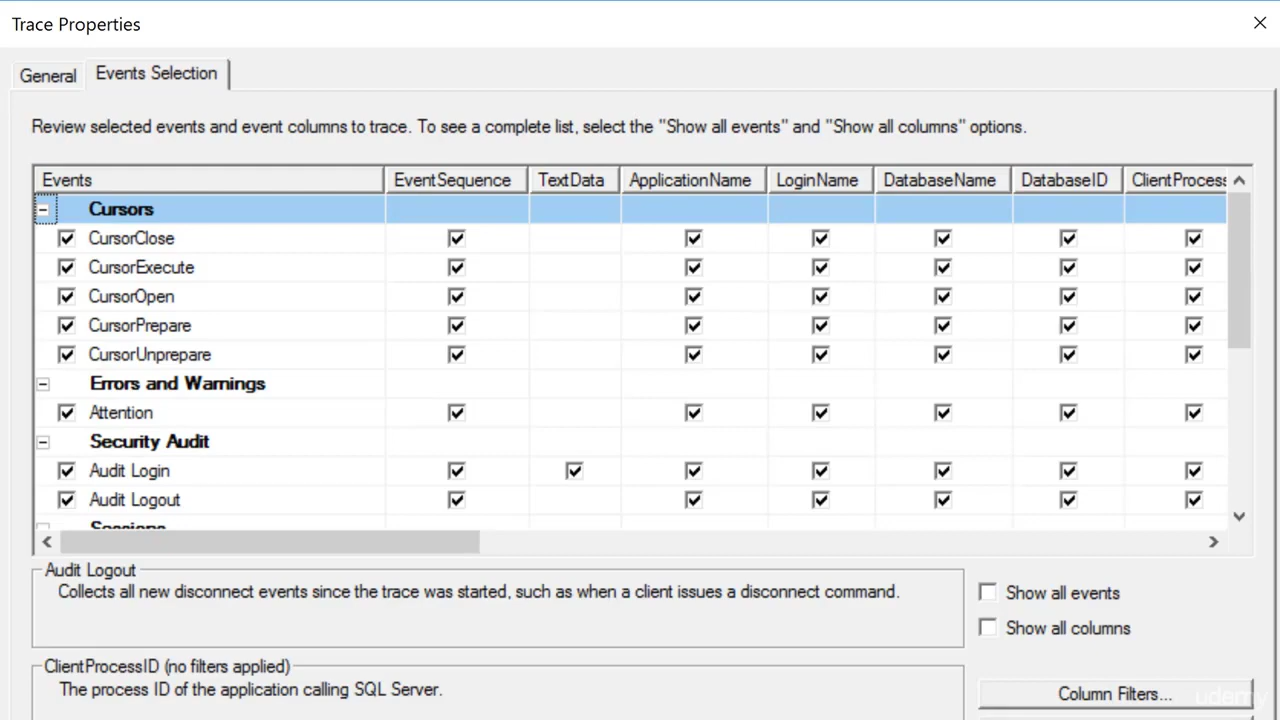 Trace Properties
General
Events Selection
Review selected events and event columns to trace. To see a complete list, select the "Show all events" and "Show all columns" options.
Events EventSequence TextData ApplicationName LoginName DatabaseName DatabaseID ClientProcess
Cursors
CursorClose
CursorExecute
CursorOpen
CursorPrepare
CursorUnprepare
Errors and Warnings
Attention
Security Audit
Audit Login
Audit Logout
Sessions
Audit Logout
Collects all new disconnect events since the trace was started, such as when a client issues a disconnect command.
Show all events
Show all columns
ClientProcessID (no filters applied)
The process ID of the application calling SQL Server.
Column Filters...
udemy